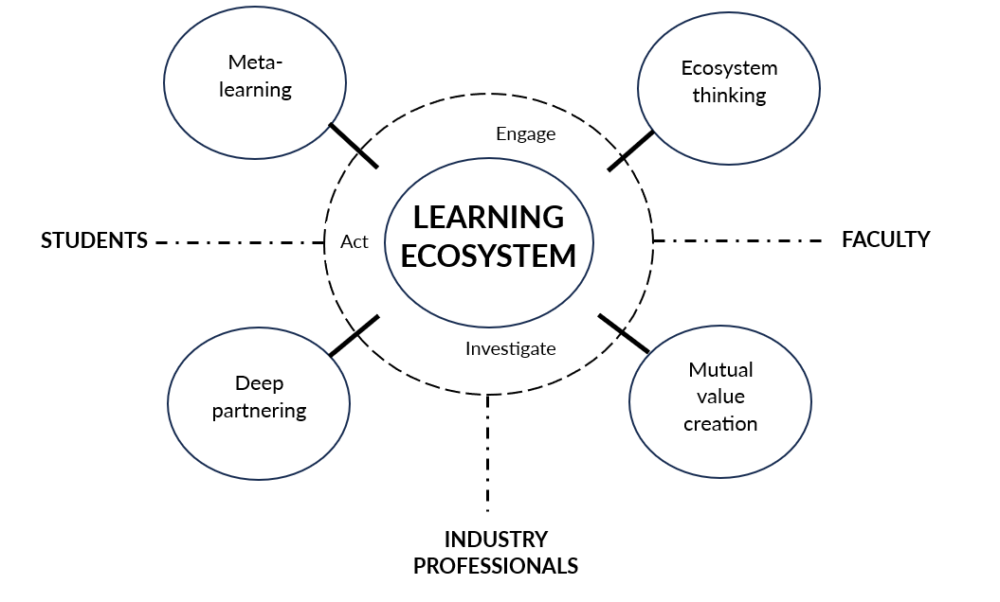 Meta-
learning
Ecosystem
thinking
Engage
LEARNING
ECOSYSTEM
STUDENTS
Act
FACULTY
Investigate
Deep
partnering
Mutual
value
creation
INDUSTRY
PROFESSIONALS